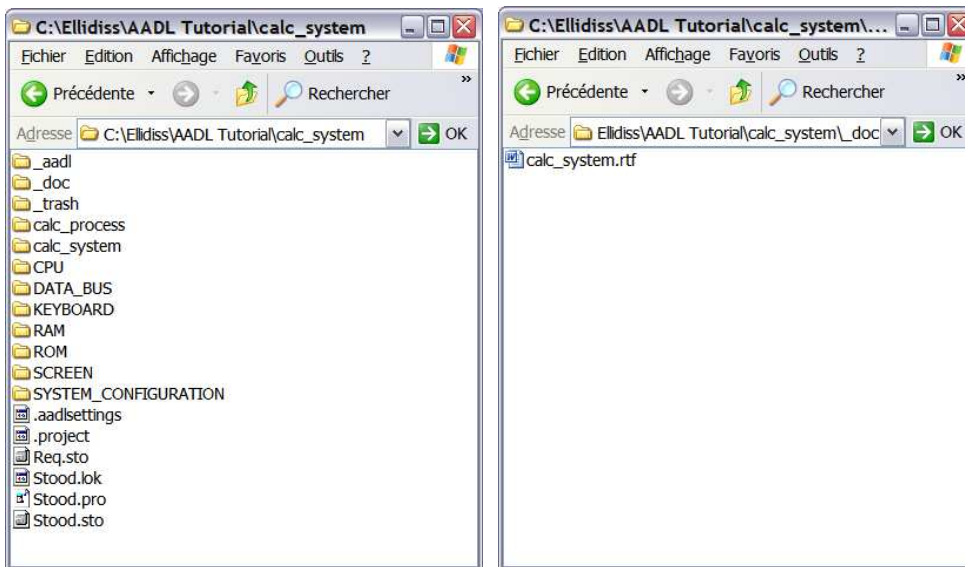 C:\Ellidiss\AADL Tutorial\calc_system
Fichier Edition Affichage Favoris Outils ?
Précédente Rechercher »
Adresse C:\Ellidiss\AADL Tutorial\calc_system OK
_aadl
_doc
_trash
calc_process
calc_system
CPU
DATA_BUS
KEYBOARD
RAM
ROM
SCREEN
SYSTEM_CONFIGURATION
.aadlsettings
.project
Req.sto
Stood.lok
Stood.pro
Stood.sto
C:\Ellidiss\AADL Tutorial\calc_system\...
Fichier Edition Affichage Favoris Outils ?
Précédente Rechercher »
Adresse Ellidiss\AADL Tutorial\calc_system\_doc OK
calc_system.rtf